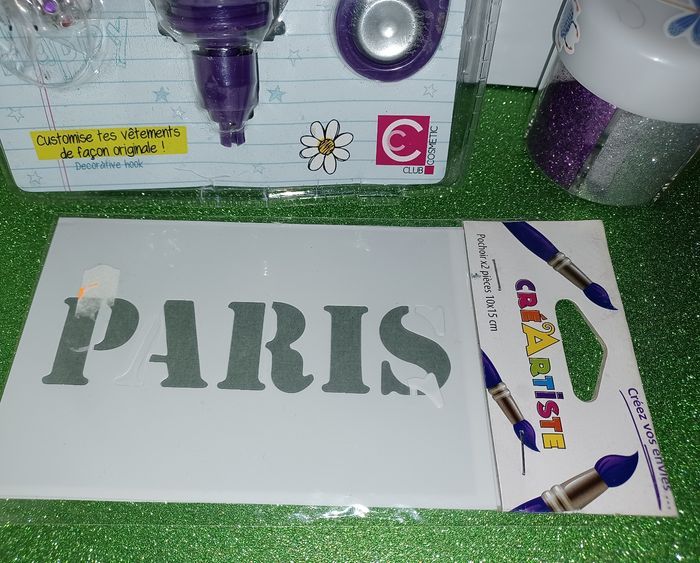 Customise tes vêtements
de façon originale !
Decorative hook
CLUB COSMETIC
PARIS
Pochoir x2 pièces 10x15 cm
CRÉARTISTE
Créez vos envies...